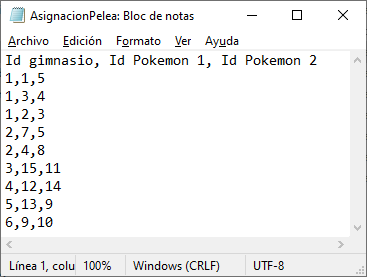 AsignacionPelea: Bloc de notas
Archivo Edición Formato Ver Ayuda
Id gimnasio, Id Pokemon 1, Id Pokemon 2
1,1,5
1,3,4
1,2,3
2,7,5
2,4,8
3,15,11
4,12,14
5,13,9
6,9,10
Línea 1, colu 100% Windows (CRLF) UTF-8